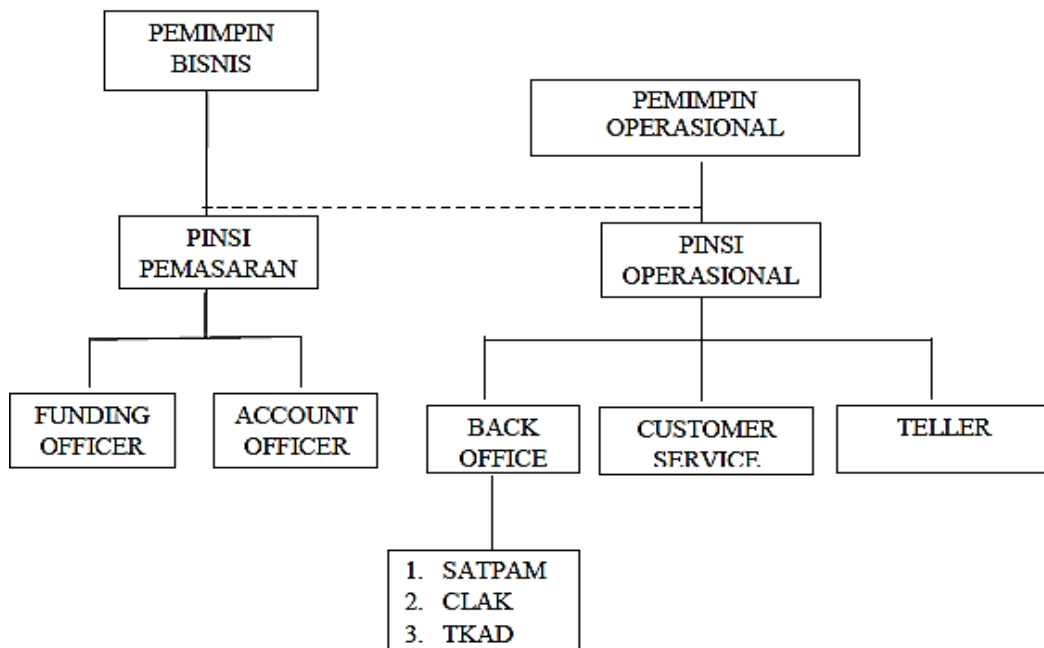 PEMIMPIN
BISNIS
PEMIMPIN
OPERASIONAL
PINSI
PEMASARAN
PINSI
OPERASIONAL
FUNDING
OFFICER
ACCOUNT
OFFICER
BACK
OFFICE
CUSTOMER
SERVICE
TELLER
1. SATPAM
2. CLAK
3. TKAD